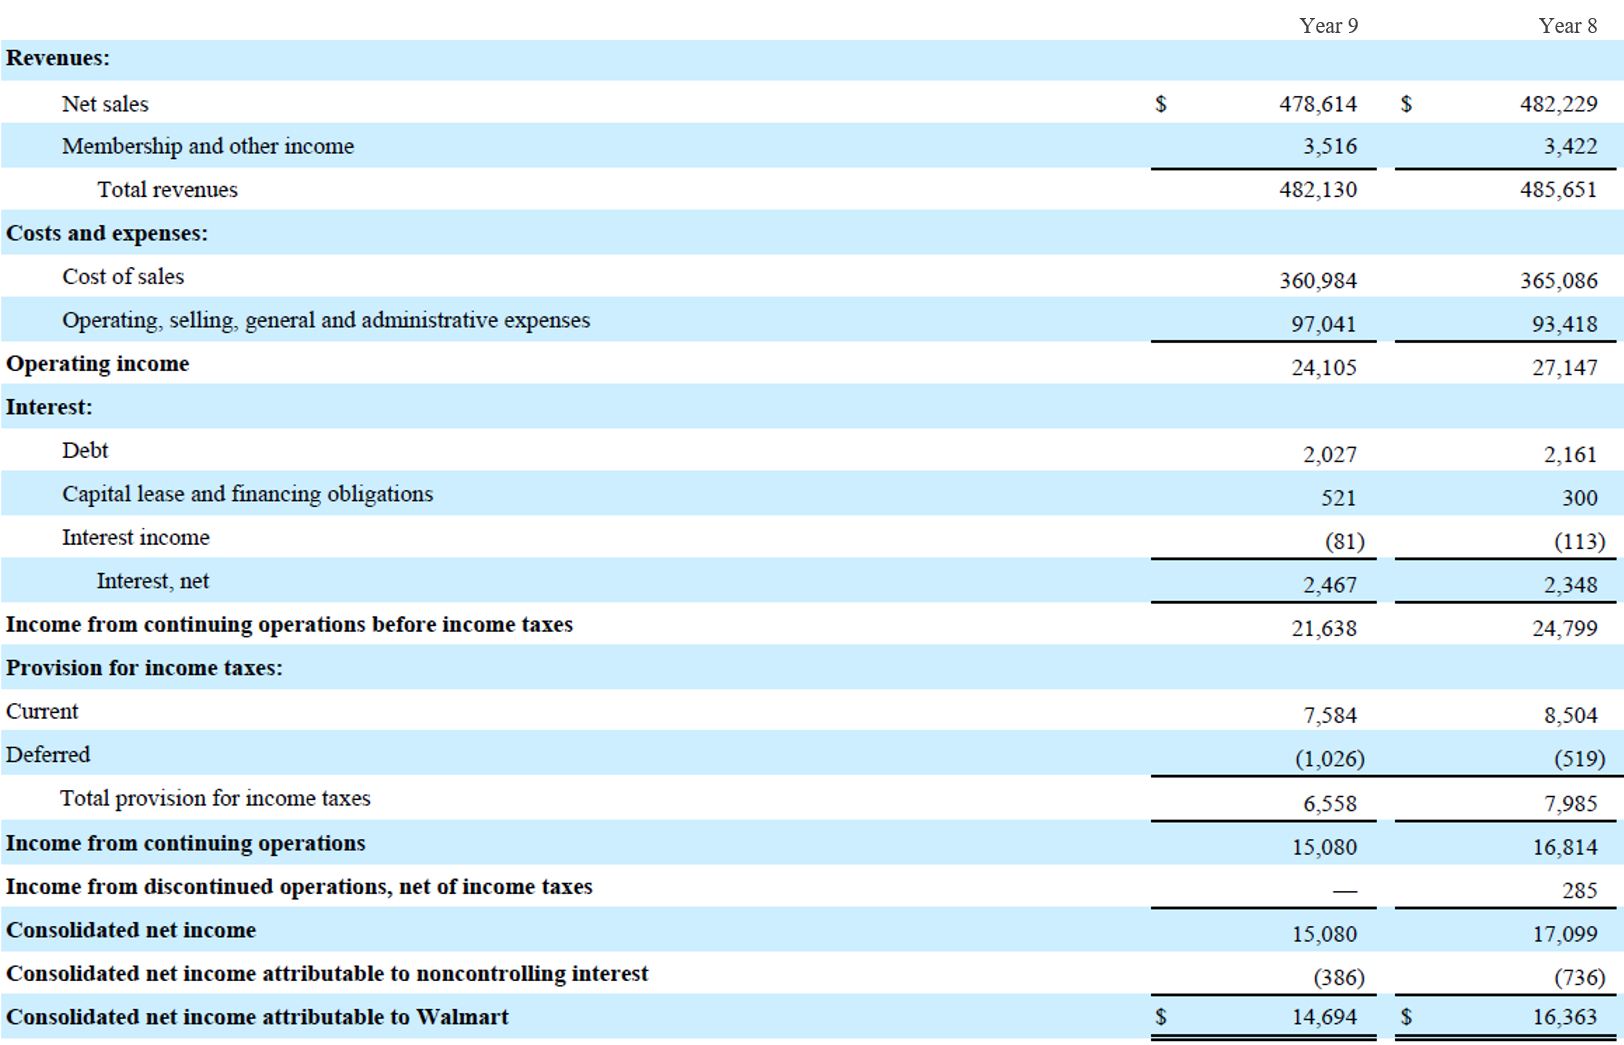 Year 9 Year 8
Revenues:
Net sales $ 478,614 $ 482,229
Membership and other income 3,516 3,422
Total revenues 482,130 485,651
Costs and expenses:
Cost of sales 360,984 365,086
Operating, selling, general and administrative expenses 97,041 93,418
Operating income 24,105 27,147
Interest:
Debt 2,027 2,161
Capital lease and financing obligations 521 300
Interest income (81) (113)
Interest, net 2,467 2,348
Income from continuing operations before income taxes 21,638 24,799
Provision for income taxes:
Current 7,584 8,504
Deferred (1,026) (519)
Total provision for income taxes 6,558 7,985
Income from continuing operations 15,080 16,814
Income from discontinued operations, net of income taxes — 285
Consolidated net income 15,080 17,099
Consolidated net income attributable to noncontrolling interest (386) (736)
Consolidated net income attributable to Walmart $ 14,694 $ 16,363